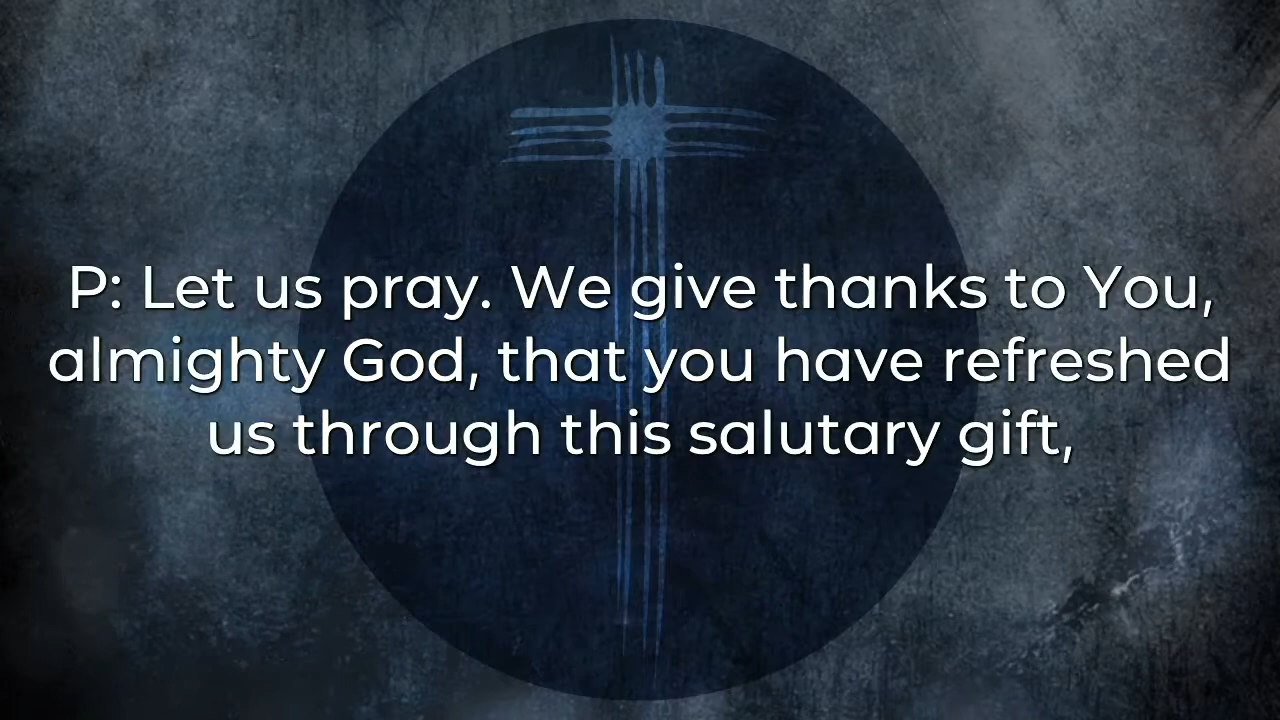 P: Let us pray. We give thanks to You,
almighty God, that you have refreshed
us through this salutary gift,